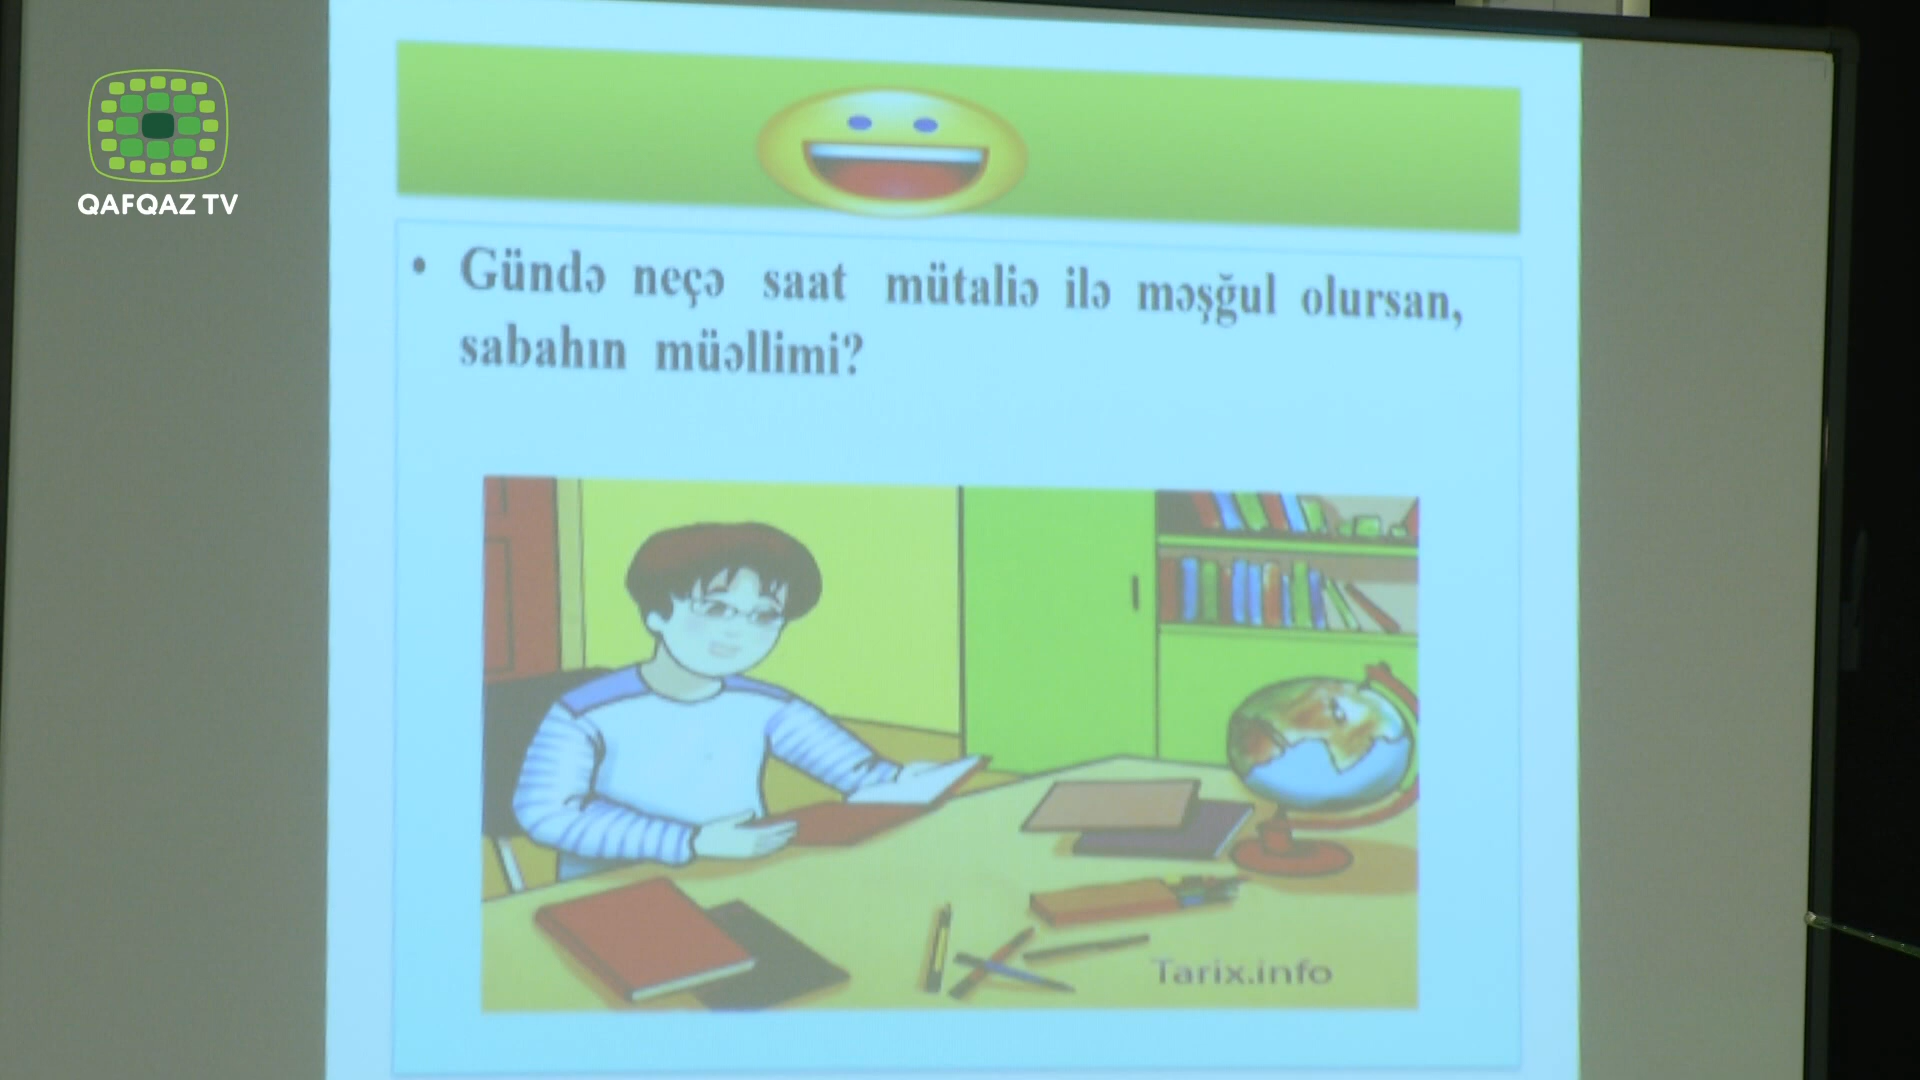 QAFQAZ TV
• Gündə neçə saat mütaliə ilə məşğul olursan,
sabahın müəllimi?
Tarix.info